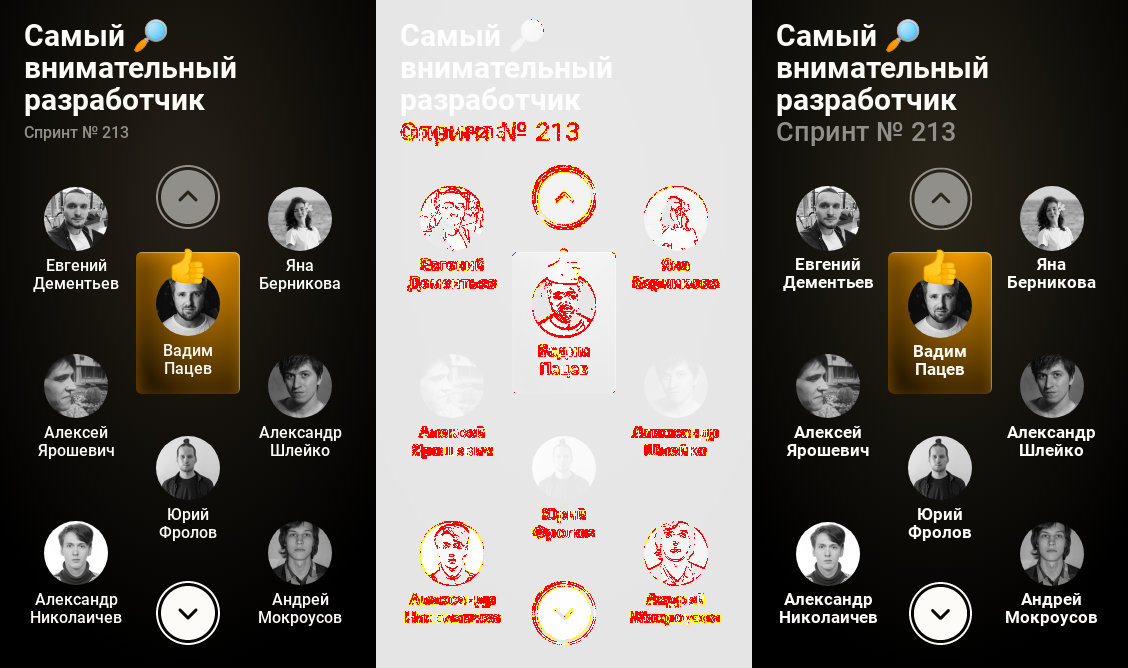 Самый 🔎
внимательный
разработчик
Спринт № 213
Евгений
Дементьев
Яна
Берникова
Вадим
Пацев
Алексей
Ярошевич
Александр
Шлейко
Юрий
Фролов
Александр
Николаичев
Андрей
Мокроусов
Самый
внимательный
разработчик
Спринт № 213
Евгений
Дементьев
Яна
Берникова
Вадим
Пацев
Алексей
Ярошевич
Александр
Шлейко
Юрий
Фролов
Александр
Николаичев
Андрей
Мокроусов
Самый 🔎
внимательный
разработчик
Спринт № 213
Евгений
Дементьев
Яна
Берникова
Вадим
Пацев
Алексей
Ярошевич
Александр
Шлейко
Юрий
Фролов
Александр
Николаичев
Андрей
Мокроусов